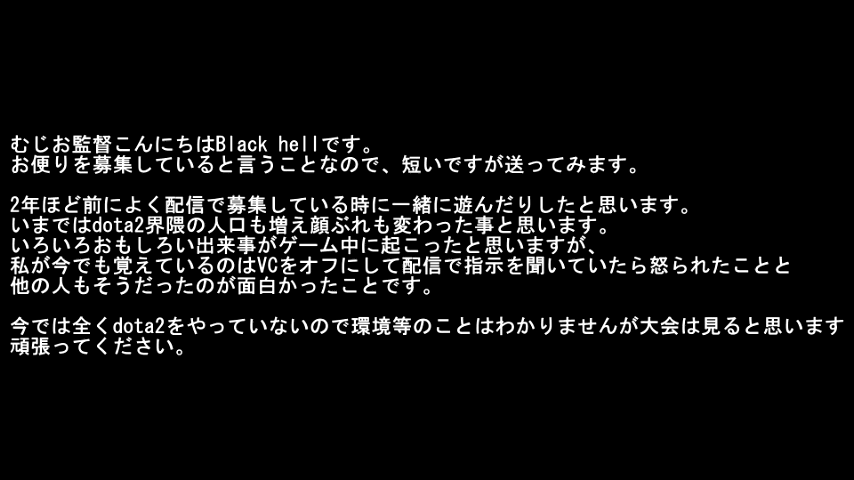 むじお監督こんにちはBlack hellです。
お便りを募集していると言うことなので、短いですが送ってみます。
2年ほど前によく配信で募集している時に一緒に遊んだりしたと思います。
いまではdota2界隈の人口も増え顔ぶれも変わった事と思います。
いろいろおもしろい出来事がゲーム中に起こったと思いますが、
私が今でも覚えているのはVCをオフにして配信で指示を聞いていたら怒られたことと
他の人もそうだったのが面白かったことです。
今では全くdota2をやっていないので環境等のことはわかりませんが大会は見ると思います
頑張ってください。